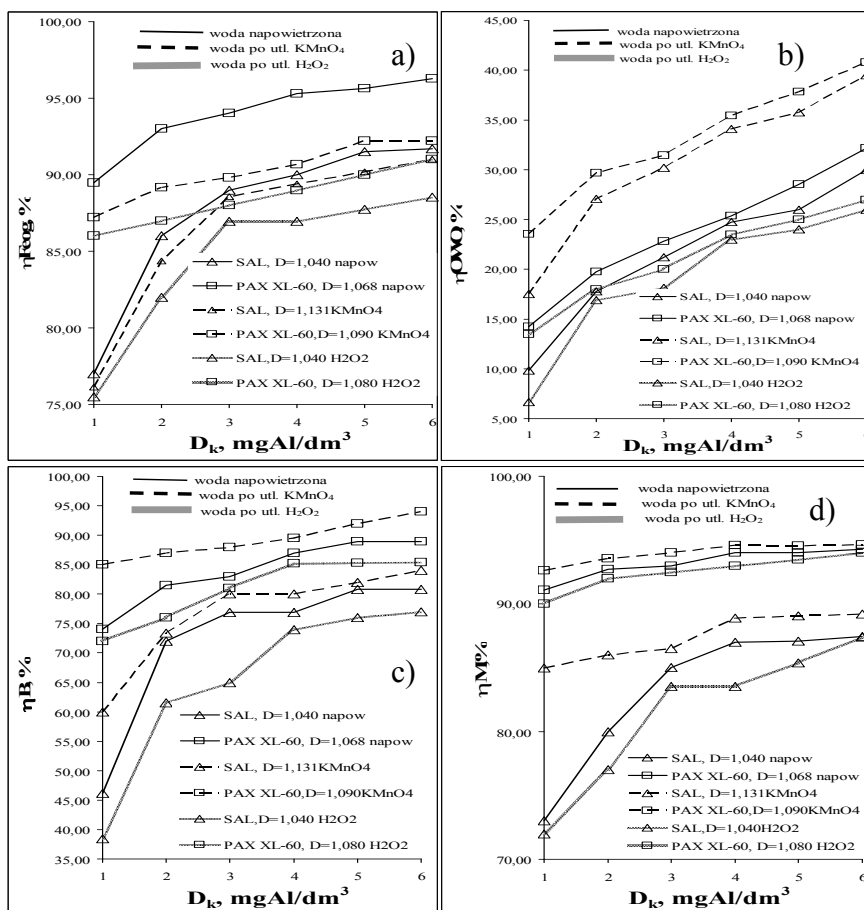 woda napowietrzona
woda po utl. KMnO₄
woda po utl. H₂O₂
a)
ηFeog, %
100,00
95,00
90,00
85,00
80,00
75,00
SAL, D=1,040 napow
PAX XL-60, D=1,068 napow
SAL, D=1,131KMnO4
PAX XL-60,D=1,090 KMnO4
SAL,D=1,040 H2O2
PAX XL-60, D=1,080 H2O2
1 2 3 4 5 6
Dₖ, mgAl/dm³
woda napowietrzona
woda po utl. KMnO₄
woda po utl. H₂O₂
b)
ηOWO, %
45,00
40,00
35,00
30,00
25,00
20,00
15,00
10,00
5,00
SAL, D=1,040 napow
PAX XL-60, D=1,068 napow
SAL, D=1,131KMnO4
PAX XL-60,D=1,090 KMnO4
SAL,D=1,040 H2O2
PAX XL-60, D=1,080 H2O2
1 2 3 4 5 6
Dₖ, mgAl/dm³
woda napowietrzona
woda po utl. KMnO₄
woda po utl. H₂O₂
c)
ηB, %
100,00
95,00
90,00
85,00
80,00
75,00
70,00
65,00
60,00
55,00
50,00
45,00
40,00
35,00
SAL, D=1,040 napow
PAX XL-60, D=1,068 napow
SAL, D=1,131KMnO4
PAX XL-60,D=1,090KMnO4
SAL,D=1,040 H2O2
PAX XL-60, D=1,080 H2O2
1 2 3 4 5 6
Dₖ, mgAl/dm³
woda napowietrzona
woda po utl. KMnO₄
woda po utl. H₂O₂
d)
ηM,%
100,00
90,00
80,00
70,00
SAL, D=1,040 napow
PAX XL-60, D=1,068 napow
SAL, D=1,131KMnO4
PAX XL-60,D=1,090KMnO4
SAL,D=1,040H2O2
PAX XL-60, D=1,080 H2O2
1 2 3 4 5 6
Dₖ, mgAl/dm³